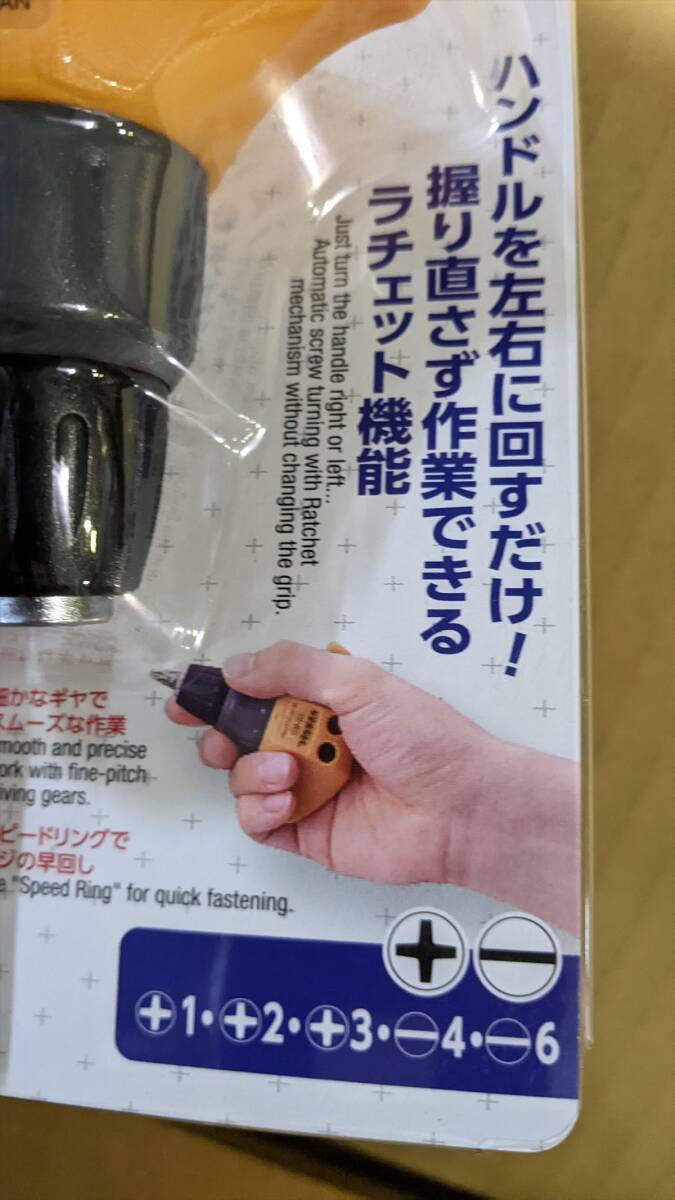 AN
ハンドルを左右に回すだけ！
握り直さず作業できる
ラチェット機能
Just turn the handle right or left...
Automatic screw turning with Ratchet
mechanism without changing the grip.
かなギヤで
ムーズな作業
mooth and precise
ork with fine-pitch
iving gears.
ピードリングで
ジの早回し
"Speed Ring" for quick fastening.
VESSEL
+1・+2・+3・−4・−6